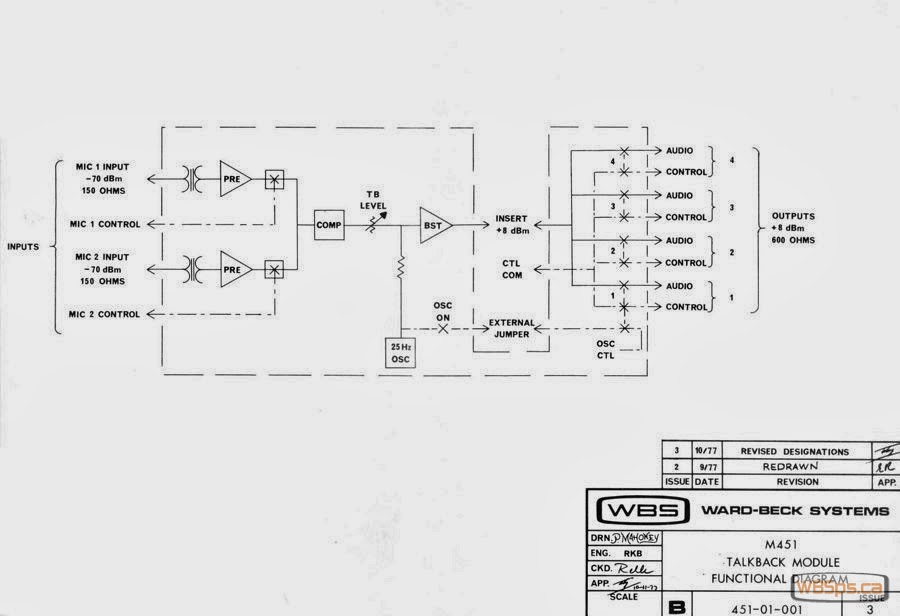 MIC 1 INPUT
-70 dBm
150 OHMS
MIC 1 CONTROL
INPUTS
MIC 2 INPUT
-70 dBm
150 OHMS
MIC 2 CONTROL
PRE
PRE
COMP
TB
LEVEL
BST
OSC
ON
25 Hz
OSC
INSERT
+8 dBm
CTL
COM
EXTERNAL
JUMPER
OSC
CTL
4
3
2
1
AUDIO
CONTROL
4
AUDIO
CONTROL
3
AUDIO
CONTROL
2
AUDIO
CONTROL
1
OUTPUTS
+8 dBm
600 OHMS
3 10/77 REVISED DESIGNATIONS
2 9/77 REDRAWN RR
ISSUE DATE REVISION APP.
WBS WARD-BECK SYSTEMS
DRN. D MAHONEY
ENG. RKB
CKD.
APP. 10-11-77
SCALE
M451
TALKBACK MODULE
FUNCTIONAL DIAGRAM
B 451-01-001 ISSUE 3
WBSps.ca